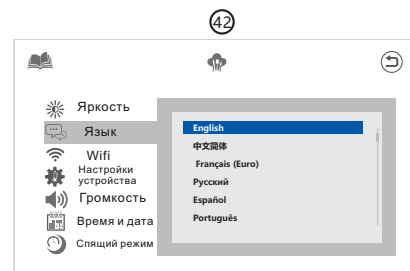 42
Яркость
Язык
Wifi
Настройки
устройства
Громкость
Время и дата
Спящий режим
English
中文简体
Français (Euro)
Русский
Español
Português